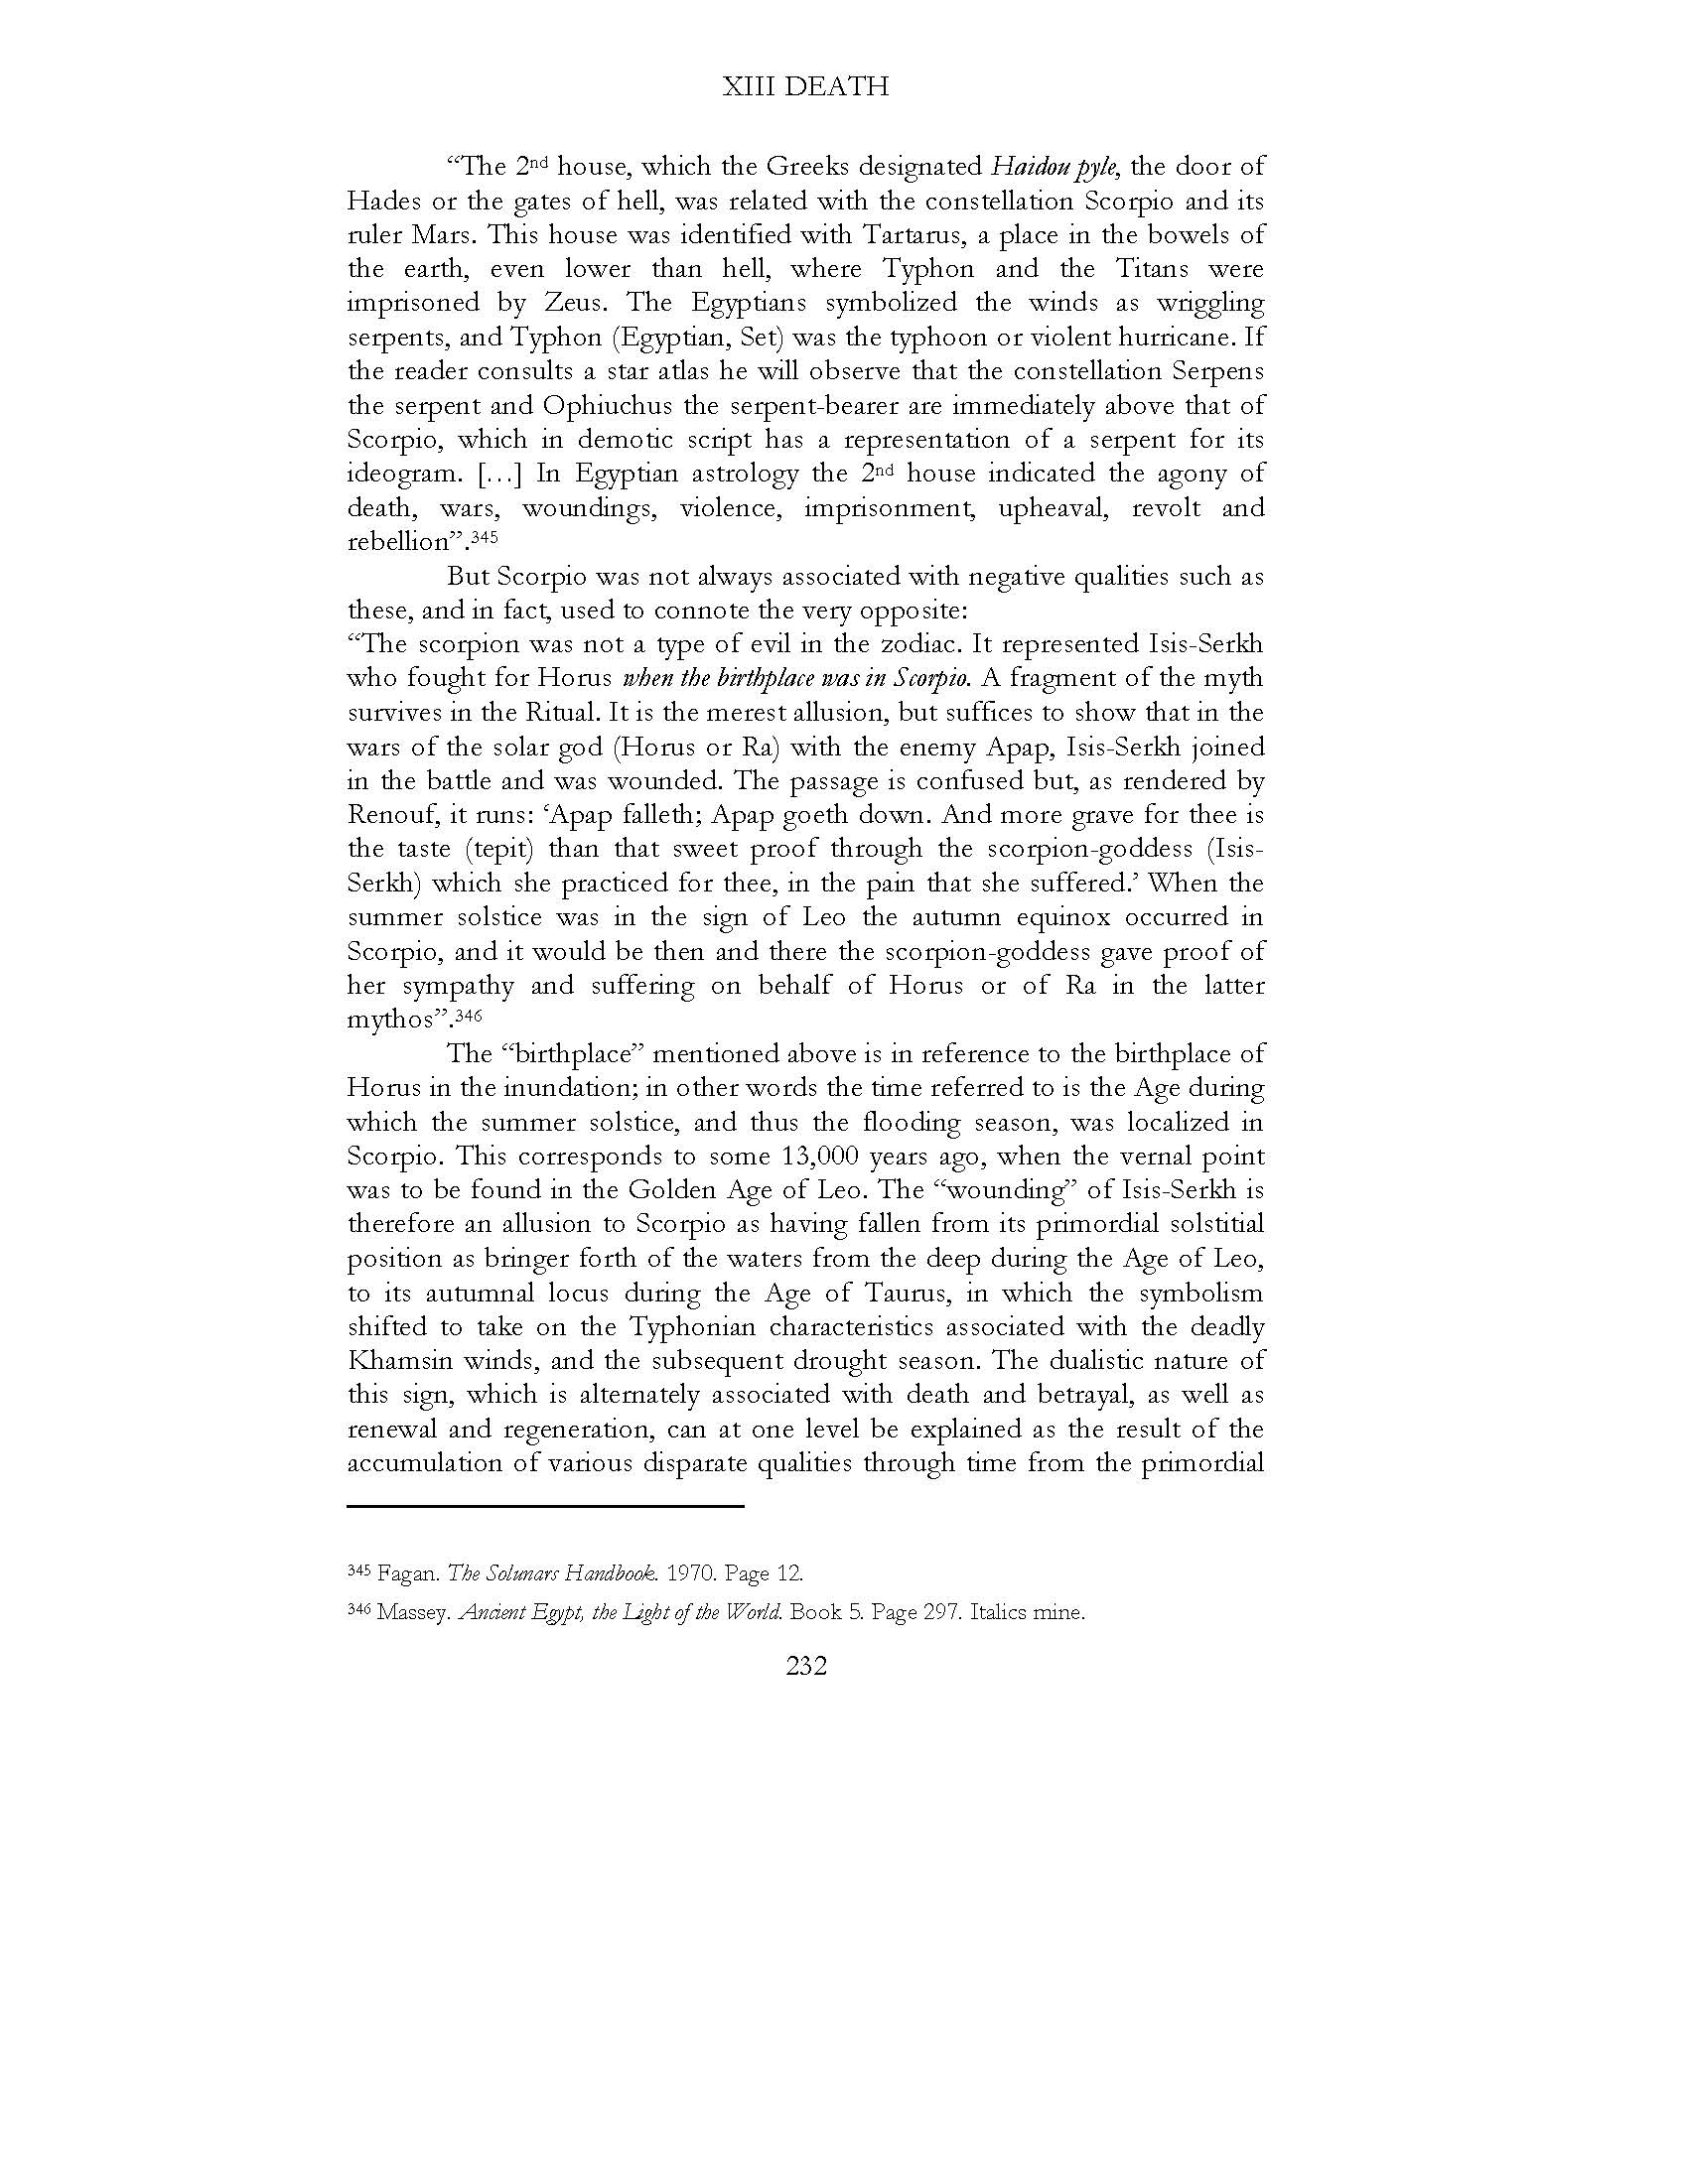 XIII DEATH
“The 2nd house, which the Greeks designated Haidou pyle, the door of
Hades or the gates of hell, was related with the constellation Scorpio and its
ruler Mars. This house was identified with Tartarus, a place in the bowels of
the earth, even lower than hell, where Typhon and the Titans were
imprisoned by Zeus. The Egyptians symbolized the winds as wriggling
serpents, and Typhon (Egyptian, Set) was the typhoon or violent hurricane. If
the reader consults a star atlas he will observe that the constellation Serpens
the serpent and Ophiuchus the serpent-bearer are immediately above that of
Scorpio, which in demotic script has a representation of a serpent for its
ideogram. […] In Egyptian astrology the 2nd house indicated the agony of
death, wars, woundings, violence, imprisonment, upheaval, revolt and
rebellion”.345
But Scorpio was not always associated with negative qualities such as
these, and in fact, used to connote the very opposite:
“The scorpion was not a type of evil in the zodiac. It represented Isis-Serkh
who fought for Horus when the birthplace was in Scorpio. A fragment of the myth
survives in the Ritual. It is the merest allusion, but suffices to show that in the
wars of the solar god (Horus or Ra) with the enemy Apap, Isis-Serkh joined
in the battle and was wounded. The passage is confused but, as rendered by
Renouf, it runs: ‘Apap falleth; Apap goeth down. And more grave for thee is
the taste (tepit) than that sweet proof through the scorpion-goddess (Isis-
Serkh) which she practiced for thee, in the pain that she suffered.’ When the
summer solstice was in the sign of Leo the autumn equinox occurred in
Scorpio, and it would be then and there the scorpion-goddess gave proof of
her sympathy and suffering on behalf of Horus or of Ra in the latter
mythos”.346
The “birthplace” mentioned above is in reference to the birthplace of
Horus in the inundation; in other words the time referred to is the Age during
which the summer solstice, and thus the flooding season, was localized in
Scorpio. This corresponds to some 13,000 years ago, when the vernal point
was to be found in the Golden Age of Leo. The “wounding” of Isis-Serkh is
therefore an allusion to Scorpio as having fallen from its primordial solstitial
position as bringer forth of the waters from the deep during the Age of Leo,
to its autumnal locus during the Age of Taurus, in which the symbolism
shifted to take on the Typhonian characteristics associated with the deadly
Khamsin winds, and the subsequent drought season. The dualistic nature of
this sign, which is alternately associated with death and betrayal, as well as
renewal and regeneration, can at one level be explained as the result of the
accumulation of various disparate qualities through time from the primordial
345 Fagan. The Solunars Handbook. 1970. Page 12.
346 Massey. Ancient Egypt, the Light of the World. Book 5. Page 297. Italics mine.
232